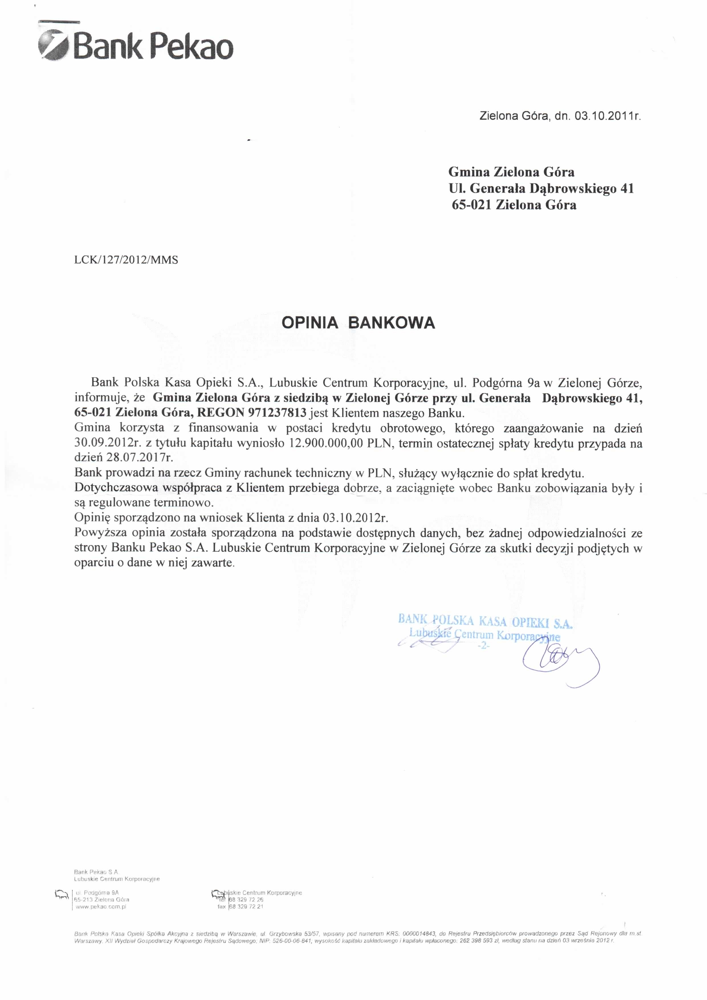 Bank Pekao
Zielona Góra, dn. 03.10.2011r.
Gmina Zielona Góra
Ul. Generała Dąbrowskiego 41
65-021 Zielona Góra
LCK/127/2012/MMS
OPINIA BANKOWA
Bank Polska Kasa Opieki S.A., Lubuskie Centrum Korporacyjne, ul. Podgórna 9a w Zielonej Górze,
informuje, że Gmina Zielona Góra z siedzibą w Zielonej Górze przy ul. Generała Dąbrowskiego 41,
65-021 Zielona Góra, REGON 971237813 jest Klientem naszego Banku.
Gmina korzysta z finansowania w postaci kredytu obrotowego, którego zaangażowanie na dzień
30.09.2012r. z tytułu kapitału wyniosło 12.900.000,00 PLN, termin ostatecznej spłaty kredytu przypada na
dzień 28.07.2017r.
Bank prowadzi na rzecz Gminy rachunek techniczny w PLN, służący wyłącznie do spłat kredytu.
Dotychczasowa współpraca z Klientem przebiega dobrze, a zaciągnięte wobec Banku zobowiązania były i
są regulowane terminowo.
Opinię sporządzono na wniosek Klienta z dnia 03.10.2012r.
Powyższa opinia została sporządzona na podstawie dostępnych danych, bez żadnej odpowiedzialności ze
strony Banku Pekao S.A. Lubuskie Centrum Korporacyjne w Zielonej Górze za skutki decyzji podjętych w
oparciu o dane w niej zawarte.
BANK POLSKA KASA OPIEKI S.A.
Lubuskie Centrum Korporacyjne
-2-
Bank Pekao S.A.
Lubuskie Centrum Korporacyjne
ul. Podgórna 9A
65-213 Zielona Góra
www.pekao.com.pl
Lubuskie Centrum Korporacyjne
tel 68 329 72 26
fax 68 329 72 21
Bank Polska Kasa Opieki Spółka Akcyjna z siedzibą w Warszawie, ul. Grzybowska 53/57, wpisany pod numerem KRS: 0000014843, do Rejestru Przedsiębiorców prowadzonego przez Sąd Rejonowy dla m.st.
Warszawy, XII Wydział Gospodarczy Krajowego Rejestru Sądowego; NIP: 526-00-06-841; wysokość kapitału zakładowego i kapitału wpłaconego: 262 398 593 zł, według stanu na dzień 03 września 2012 r.